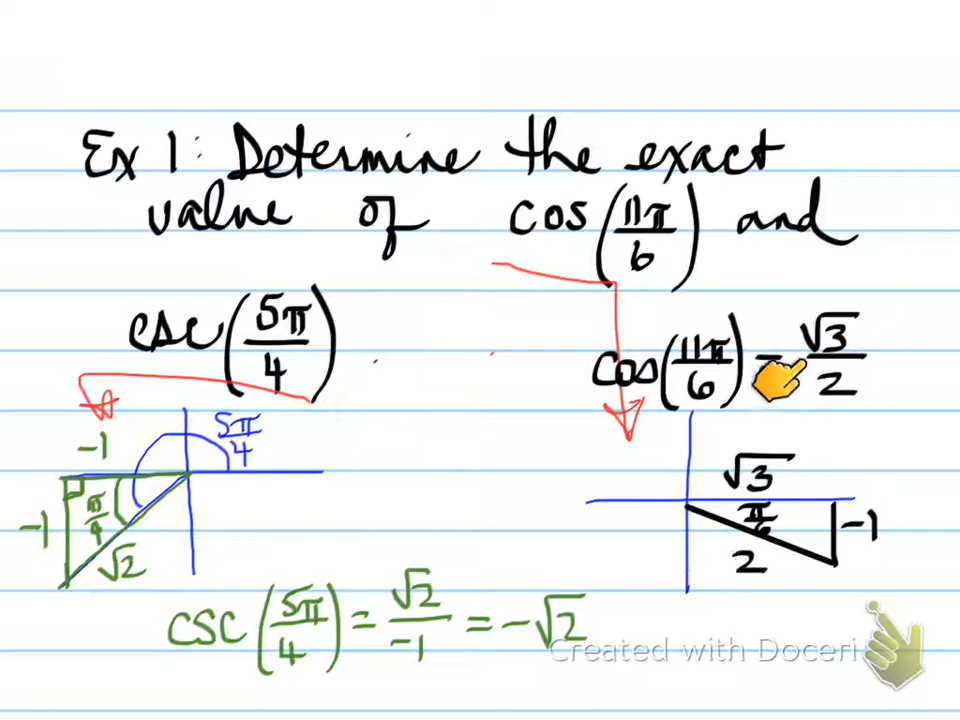 Ex 1: Determine the exact
value of cos(11π/6) and
csc(5π/4)
cos(11π/6) = √3/2
5π/4
-1
-1
π/4
√2
√3
π/6
-1
2
csc(5π/4) = √2/-1 = -√2
Created with Doceri